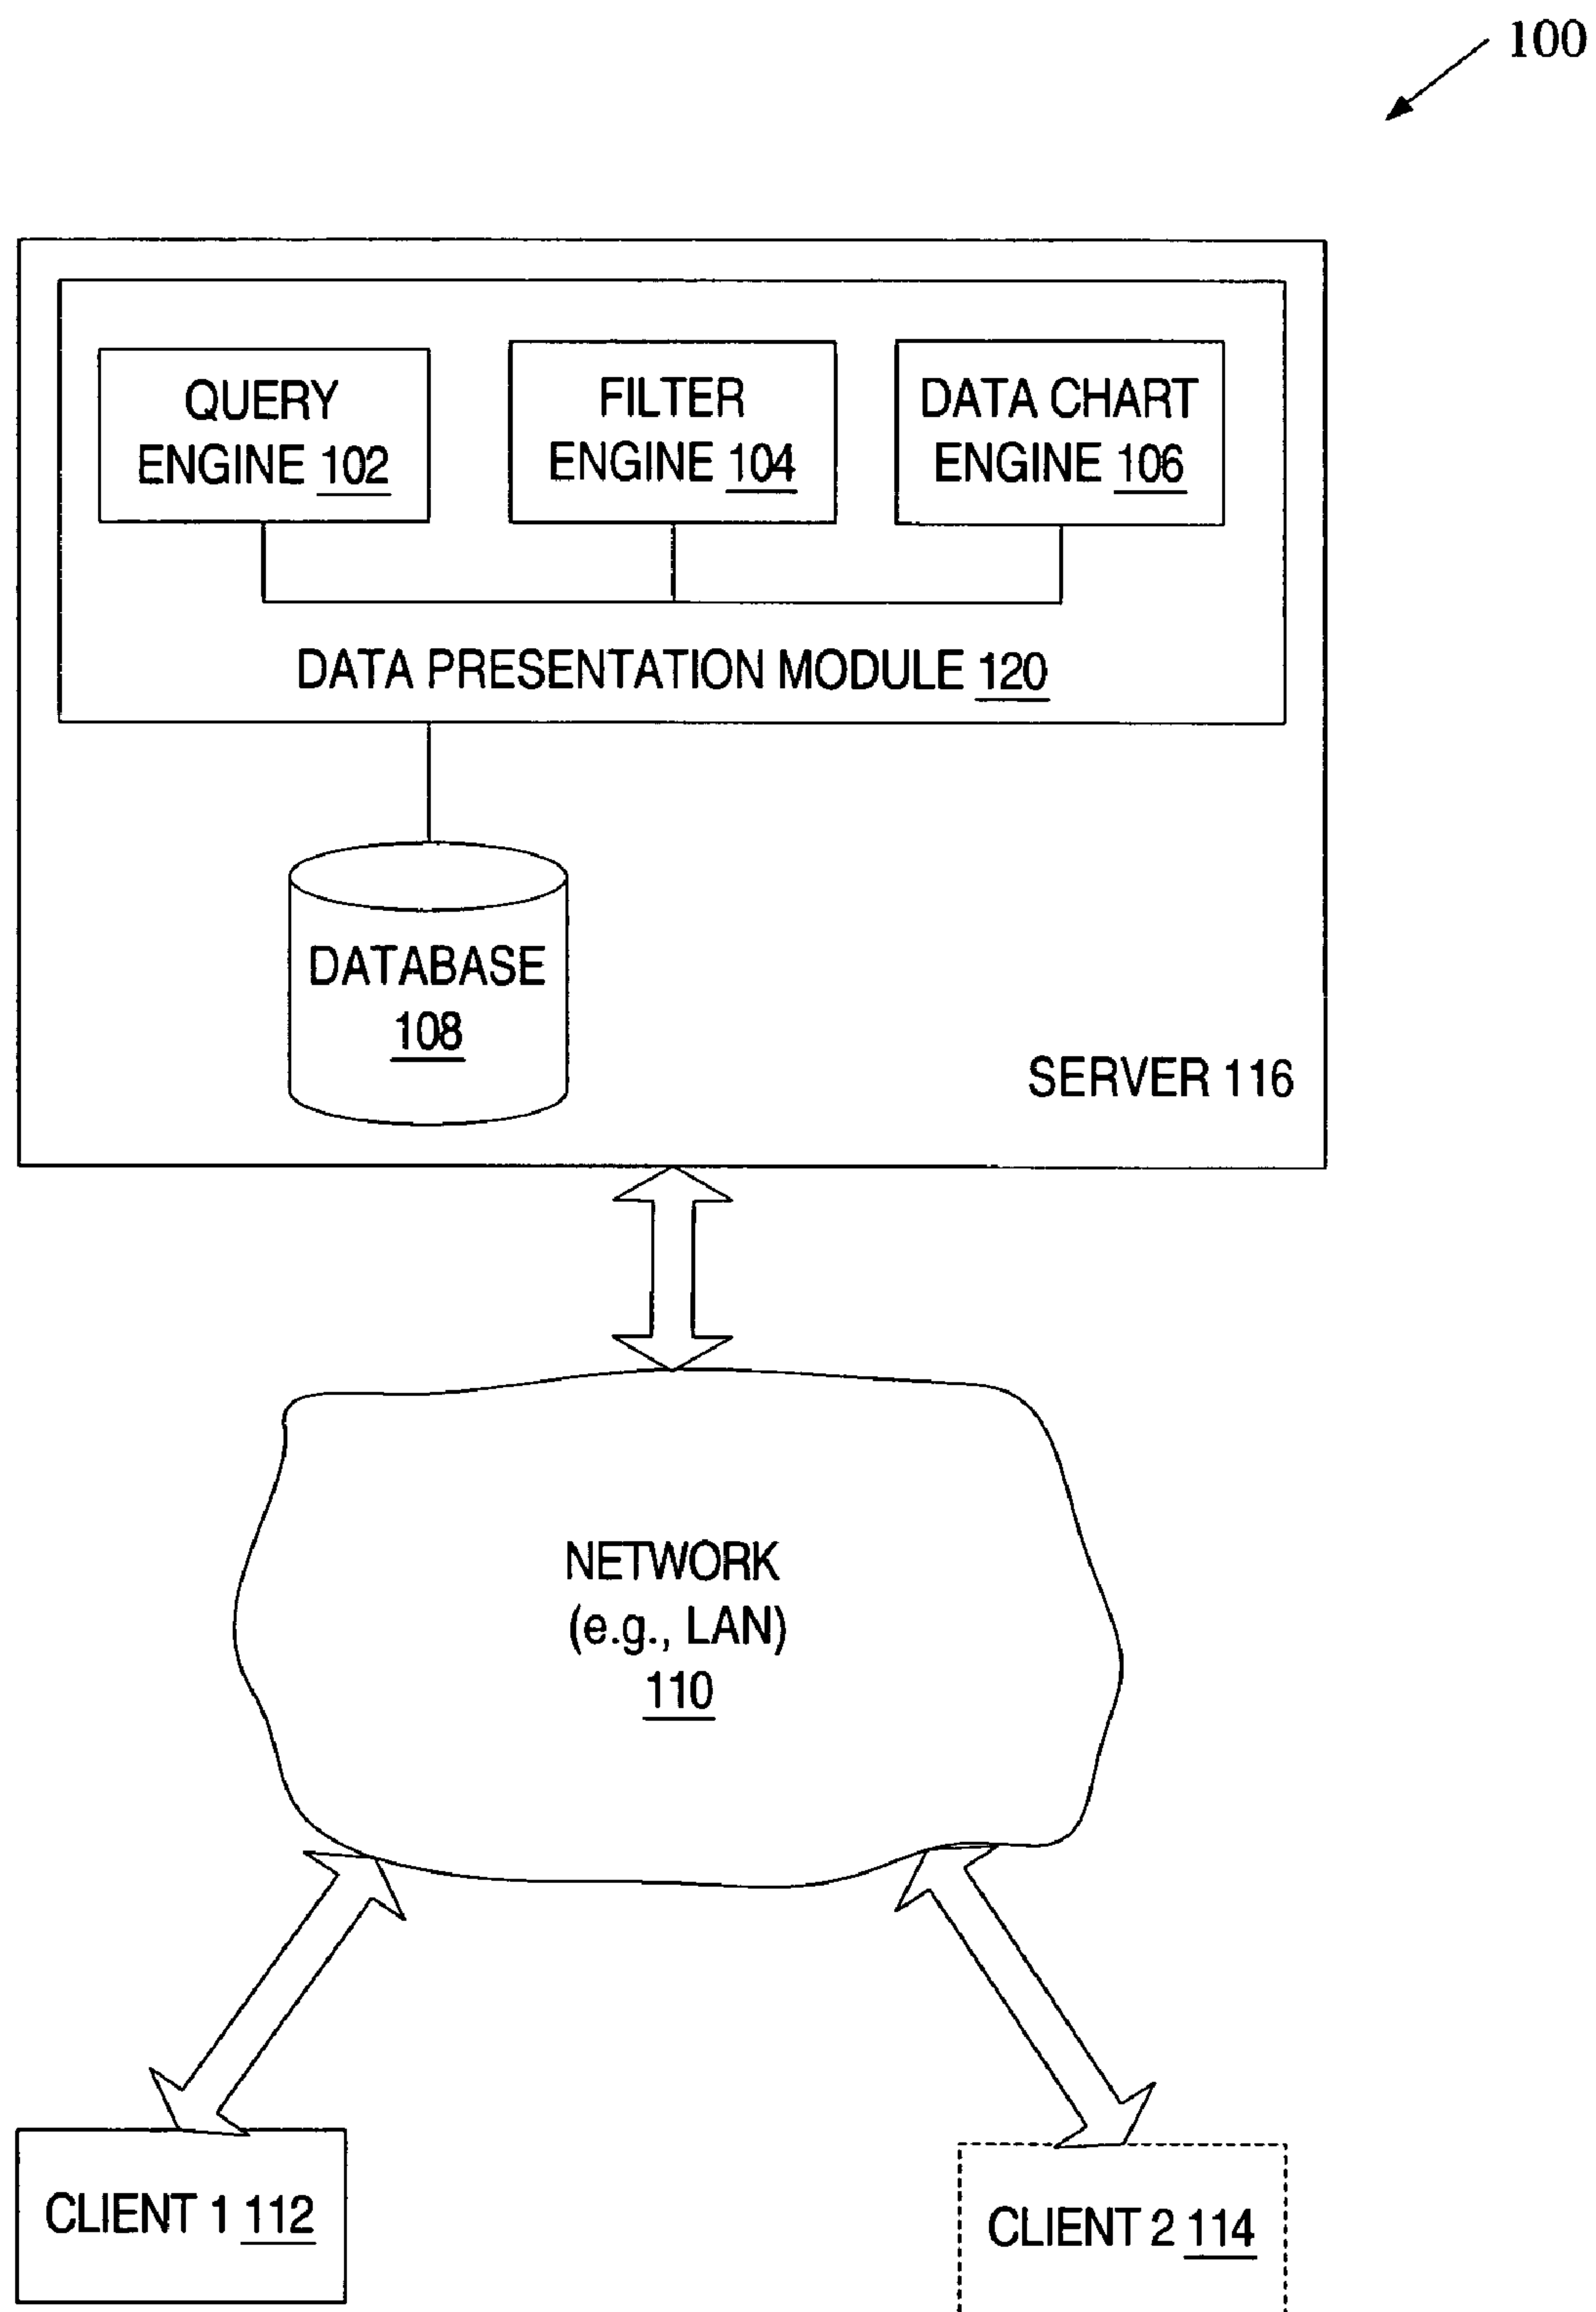 100
QUERY
ENGINE 102
FILTER
ENGINE 104
DATA CHART
ENGINE 106
DATA PRESENTATION MODULE 120
DATABASE
108
SERVER 116
NETWORK
(e.g., LAN)
110
CLIENT 1 112
CLIENT 2 114